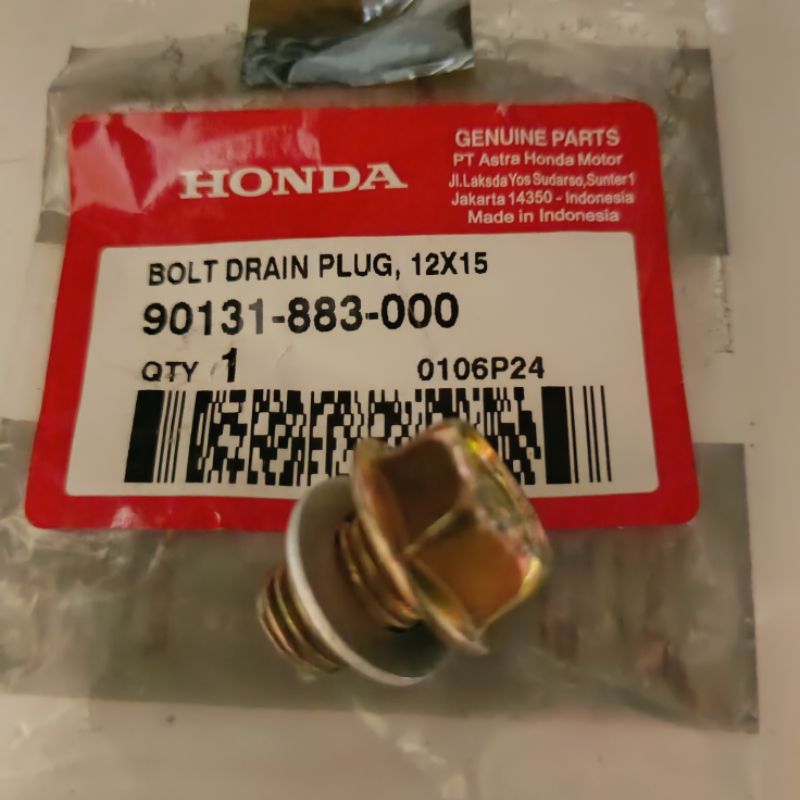 HONDA
GENUINE PARTS
PT Astra Honda Motor
Jl.Laksda Yos Sudarso,Sunter1
Jakarta 14350 - Indonesia
Made in Indonesia
BOLT DRAIN PLUG, 12X15
90131-883-000
QTY 1 0106P24